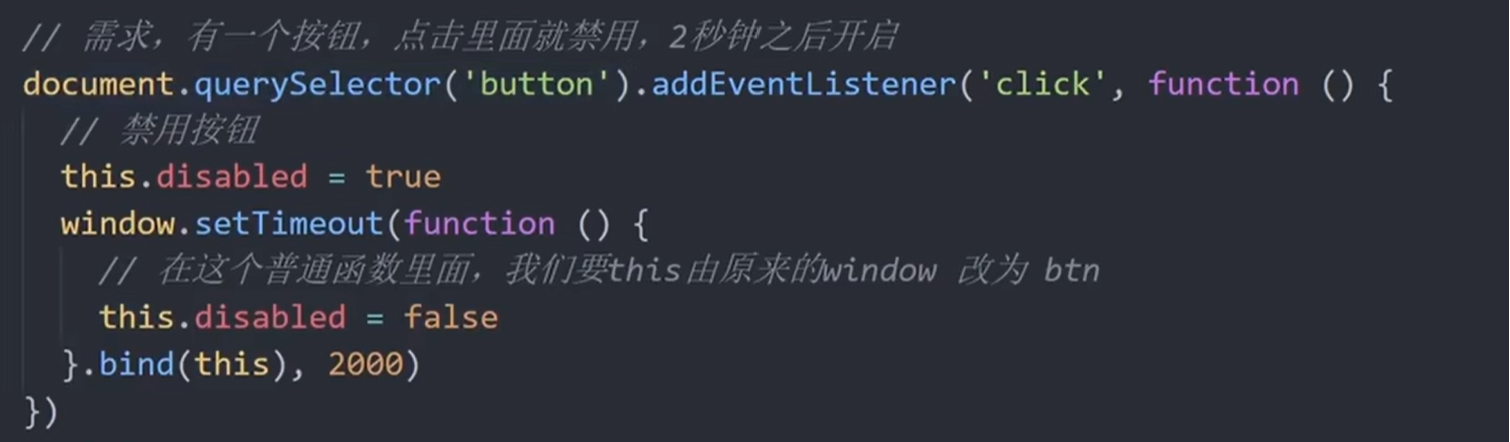 // 需求，有一个按钮，点击里面就禁用，2秒钟之后开启
document.querySelector('button').addEventListener('click', function () {
// 禁用按钮
this.disabled = true
window.setTimeout(function () {
// 在这个普通函数里面，我们要this由原来的window 改为 btn
this.disabled = false
}.bind(this), 2000)
})